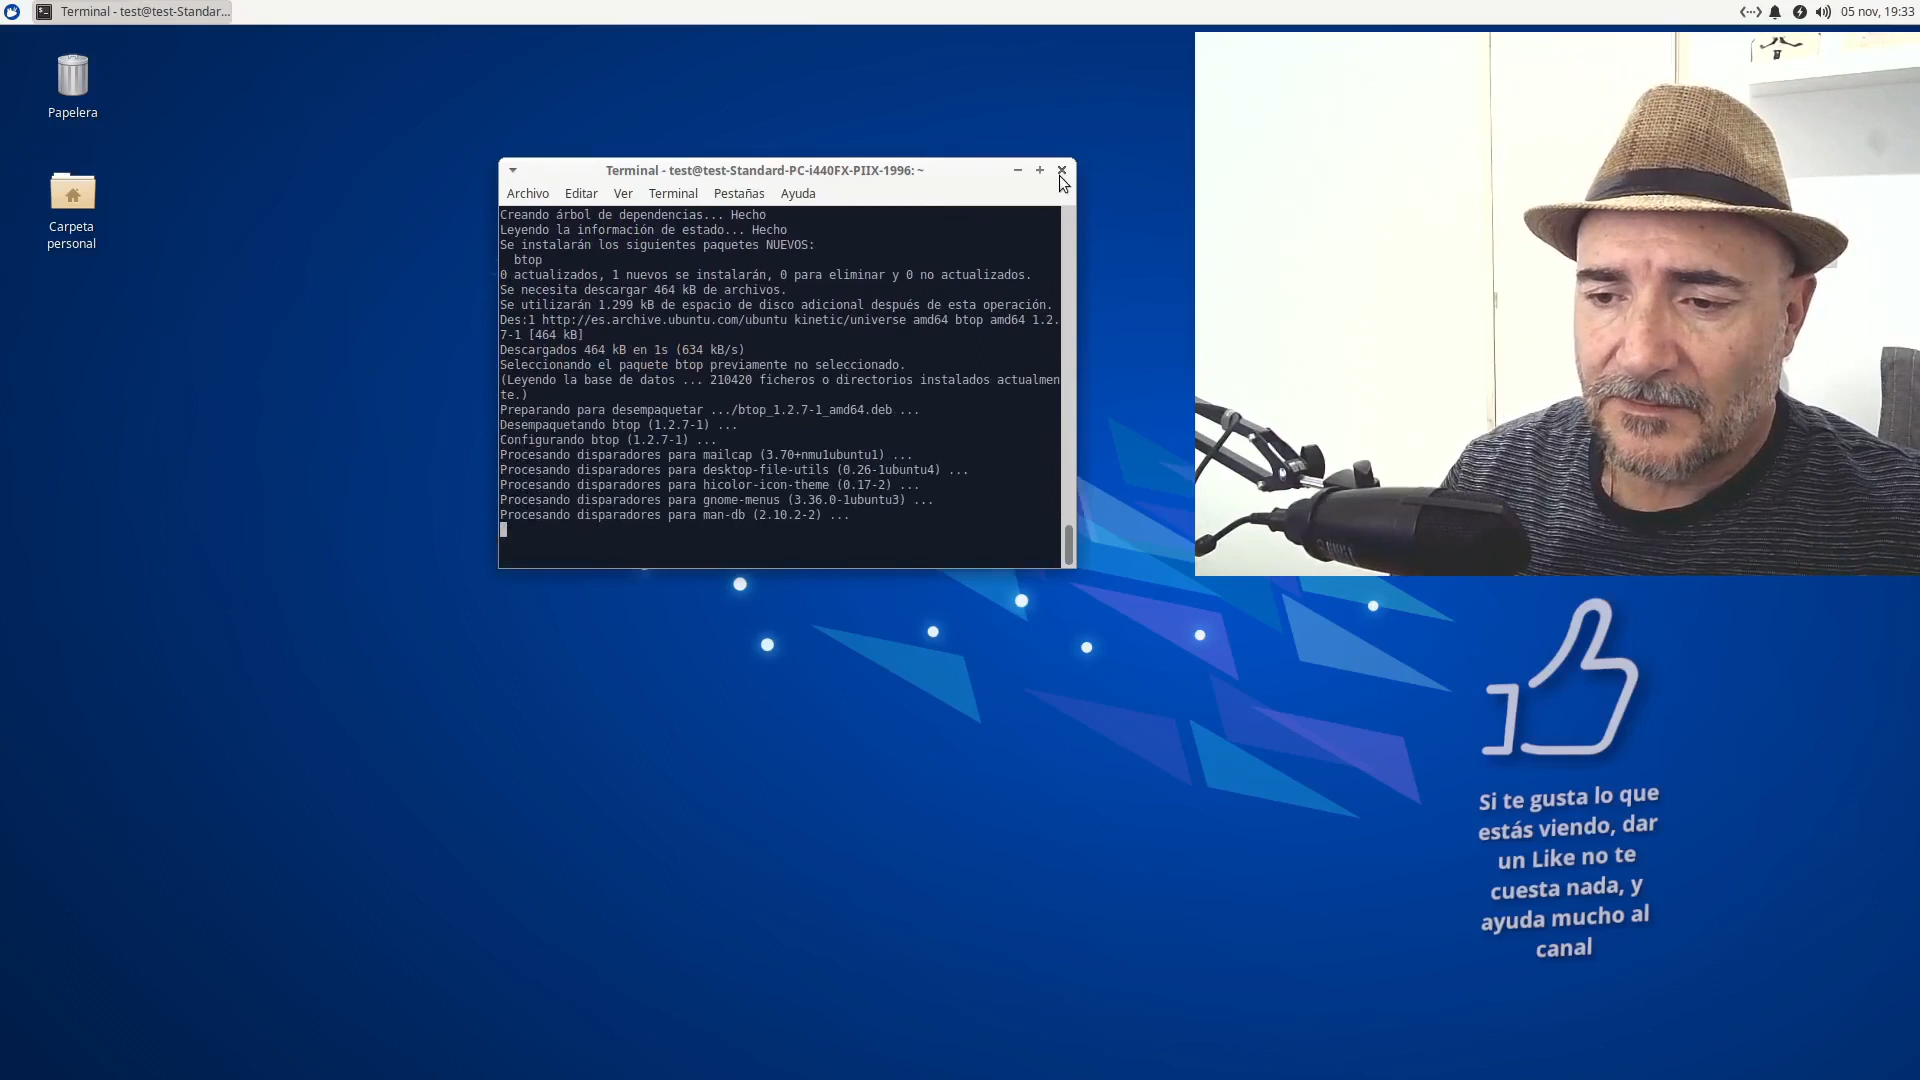 Terminal - test@test-Standar...
05 nov, 19:33
Papelera
Carpeta
personal
Terminal - test@test-Standard-PC-i440FX-PIIX-1996: ~
Archivo Editar Ver Terminal Pestañas Ayuda
Creando árbol de dependencias... Hecho
Leyendo la información de estado... Hecho
Se instalarán los siguientes paquetes NUEVOS:
btop
0 actualizados, 1 nuevos se instalarán, 0 para eliminar y 0 no actualizados.
Se necesita descargar 464 kB de archivos.
Se utilizarán 1.299 kB de espacio de disco adicional después de esta operación.
Des:1 http://es.archive.ubuntu.com/ubuntu kinetic/universe amd64 btop amd64 1.2.
7-1 [464 kB]
Descargados 464 kB en 1s (634 kB/s)
Seleccionando el paquete btop previamente no seleccionado.
(Leyendo la base de datos ... 210420 ficheros o directorios instalados actualmen
te.)
Preparando para desempaquetar .../btop_1.2.7-1_amd64.deb ...
Desempaquetando btop (1.2.7-1) ...
Configurando btop (1.2.7-1) ...
Procesando disparadores para mailcap (3.70+nmu1ubuntu1) ...
Procesando disparadores para desktop-file-utils (0.26-1ubuntu4) ...
Procesando disparadores para hicolor-icon-theme (0.17-2) ...
Procesando disparadores para gnome-menus (3.36.0-1ubuntu3) ...
Procesando disparadores para man-db (2.10.2-2) ...
Si te gusta lo que
estás viendo, dar
un Like no te
cuesta nada, y
ayuda mucho al
canal